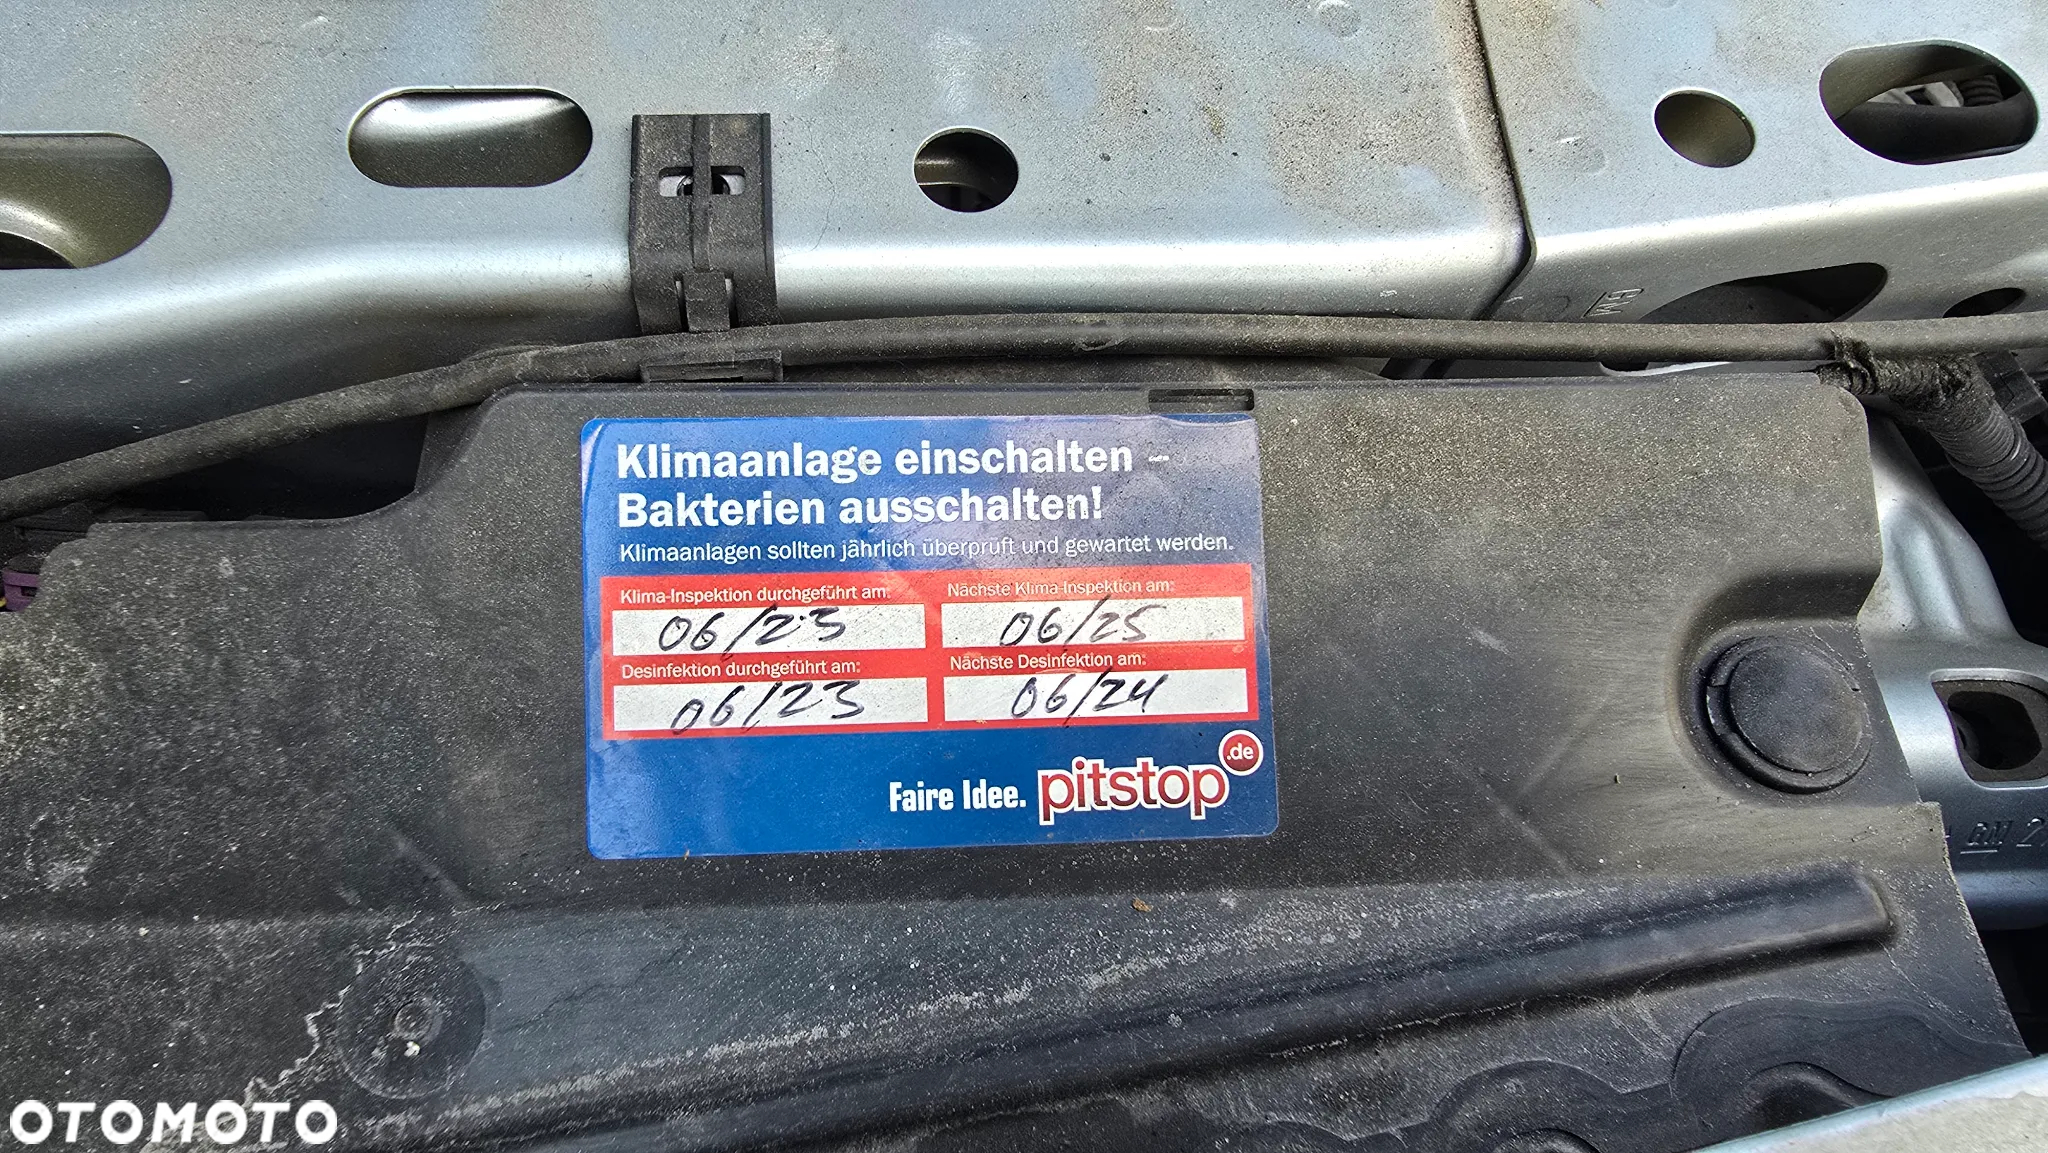 GM
Klimaanlage einschalten –
Bakterien ausschalten!
Klimaanlagen sollten jährlich überprüft und gewartet werden.
Klima-Inspektion durchgeführt am:
06/23
Nächste Klima-Inspektion am:
06/25
Desinfektion durchgeführt am:
06/23
Nächste Desinfektion am:
06/24
Faire Idee. pitstop.de
GM
OTOMOTO